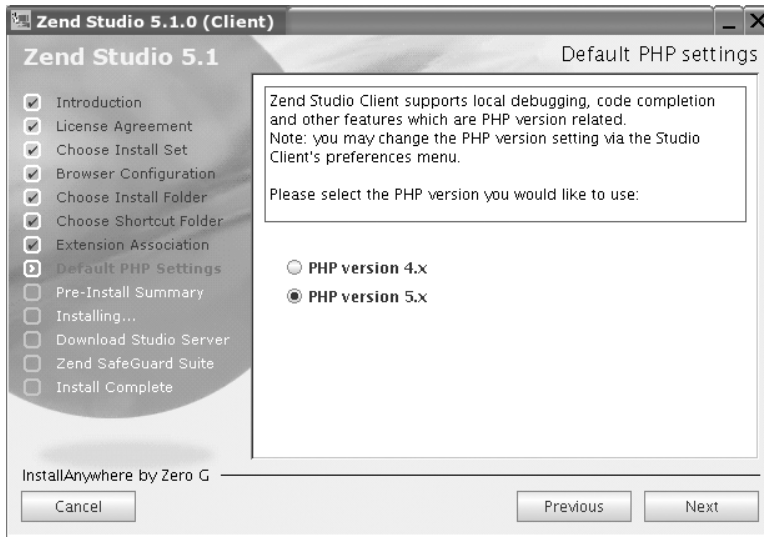 Zend Studio 5.1.0 (Client)
Zend Studio 5.1
Default PHP settings
Introduction
License Agreement
Choose Install Set
Browser Configuration
Choose Install Folder
Choose Shortcut Folder
Extension Association
Default PHP Settings
Pre-Install Summary
Installing...
Download Studio Server
Zend SafeGuard Suite
Install Complete
Zend Studio Client supports local debugging, code completion
and other features which are PHP version related.
Note: you may change the PHP version setting via the Studio
Client's preferences menu.
Please select the PHP version you would like to use:
PHP version 4.x
PHP version 5.x
InstallAnywhere by Zero G
Cancel
Previous
Next